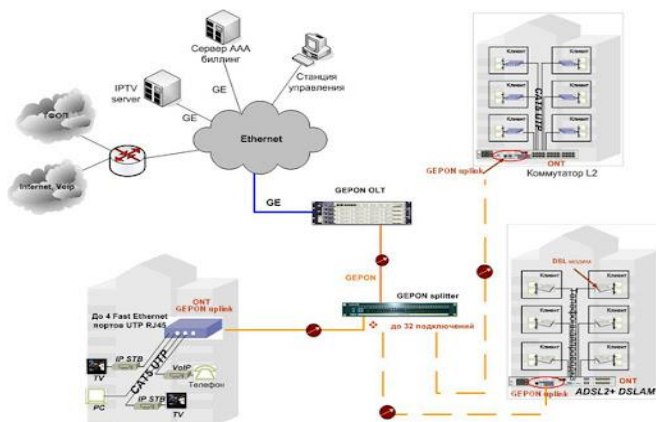 Сервер ААА
биллинг
Станция
управления
IPTV
server
GE
GE
ТФОП
Ethernet
Internet, Voip
GE
GEPON OLT
GEPON
GEPON splitter
до 32 подключений
Клиент
Клиент
Клиент
Клиент
Клиент
Клиент
CAT5 UTP
ONT
GEPON uplink
Коммутатор L2
DSL модем
Клиент
Клиент
Клиент
Клиент
Клиент
Клиент
ONT
ADSL2+ DSLAM
GEPON uplink
ONT
GEPON uplink
До 4 Fast Ethernet
портов UTP RJ45
IP STB
TV
CAT5 UTP
VoIP
Телефон
PC
IP STB
TV